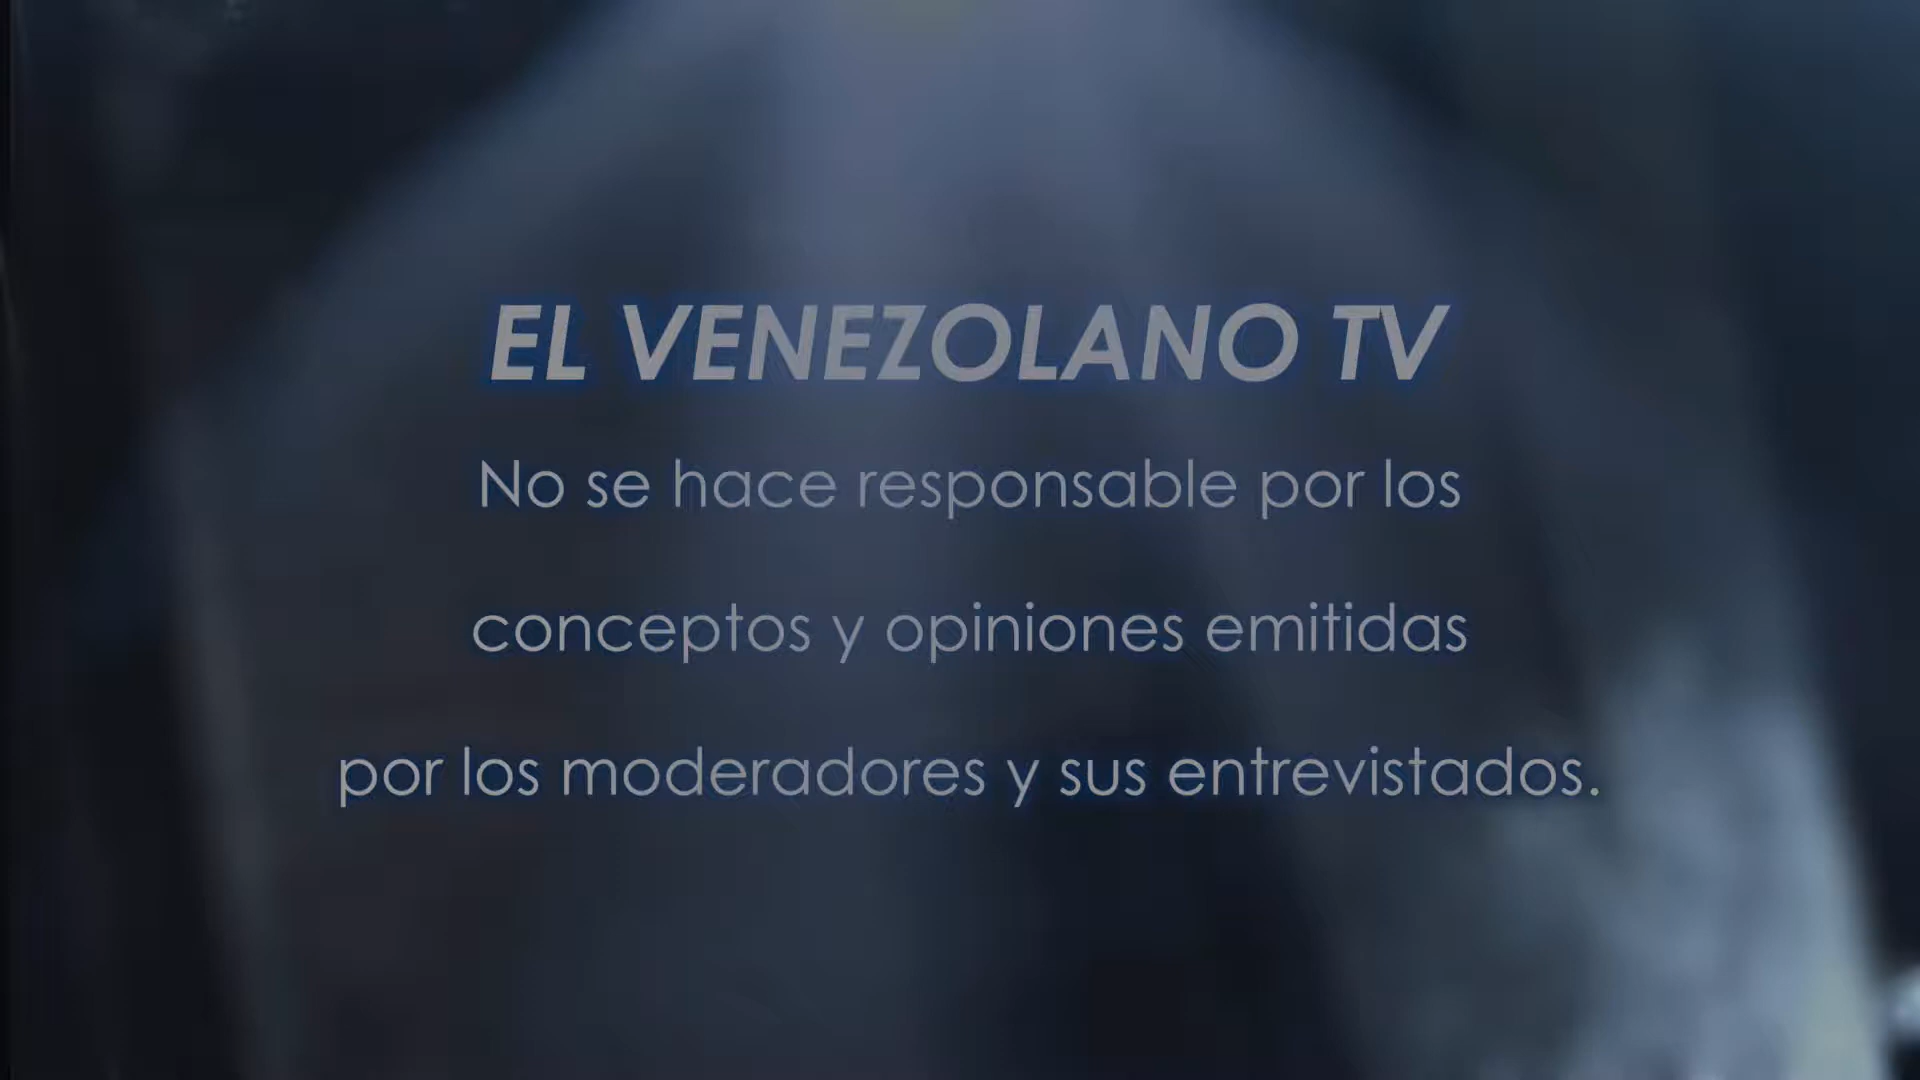 EL VENEZOLANO TV
No se hace responsable por los
conceptos y opiniones emitidas
por los moderadores y sus entrevistados.